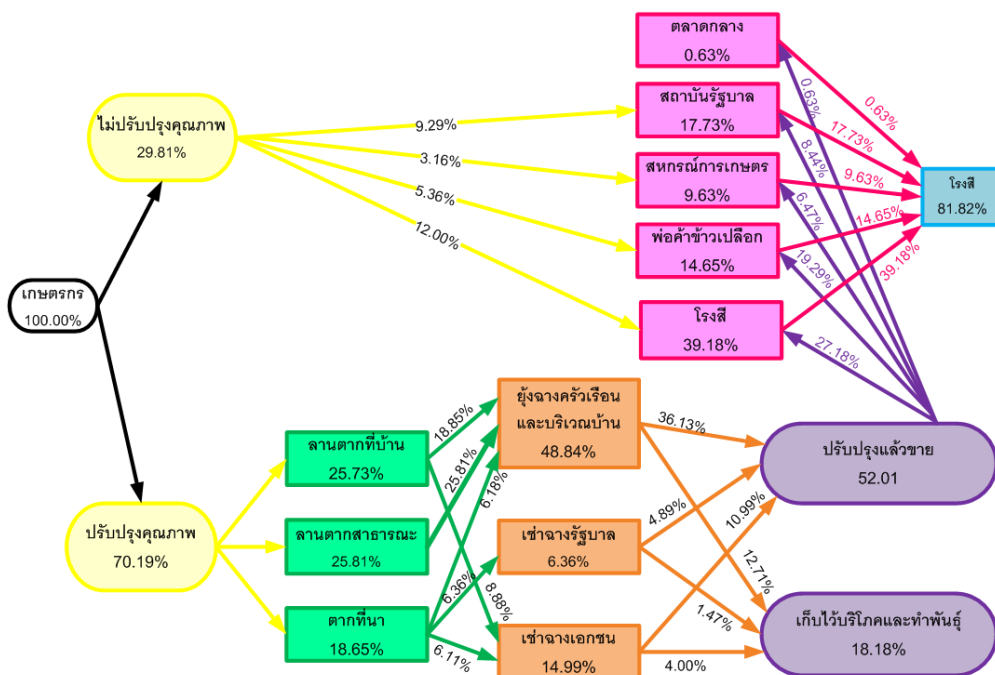 ตลาดกลาง
0.63%
ไม่ปรับปรุงคุณภาพ
29.81%
สถาบันรัฐบาล
17.73%
สหกรณ์การเกษตร
9.63%
พ่อค้าข้าวเปลือก
14.65%
โรงสี
39.18%
โรงสี
81.82%
9.29%
3.16%
5.36%
12.00%
0.63%
17.73%
9.63%
14.65%
39.18%
0.63%
8.44%
6.47%
19.29%
27.18%
เกษตรกร
100.00%
ปรับปรุงคุณภาพ
70.19%
ลานตากที่บ้าน
25.73%
ลานตากสาธารณะ
25.81%
ตากที่นา
18.65%
18.85%
25.81%
6.18%
6.36%
8.88%
6.11%
ยุ้งฉางครัวเรือน
และบริเวณบ้าน
48.84%
เช่าฉางรัฐบาล
6.36%
เช่าฉางเอกชน
14.99%
36.13%
4.89%
10.99%
12.71%
1.47%
4.00%
ปรับปรุงแล้วขาย
52.01
เก็บไว้บริโภคและทำพันธุ์
18.18%